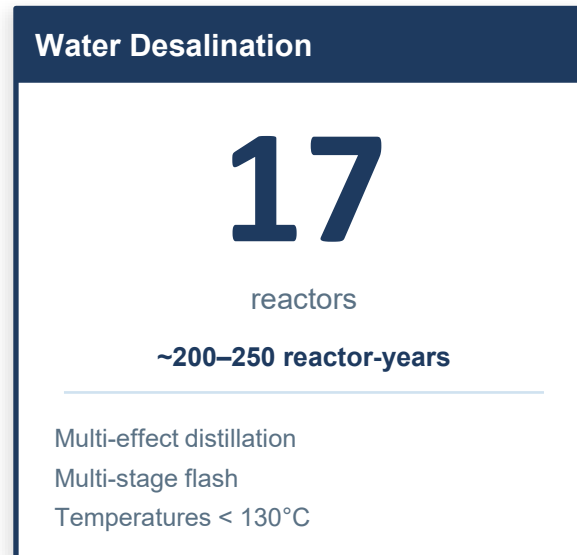 Water Desalination
17
reactors
~200–250 reactor-years
Multi-effect distillation
Multi-stage flash
Temperatures < 130°C